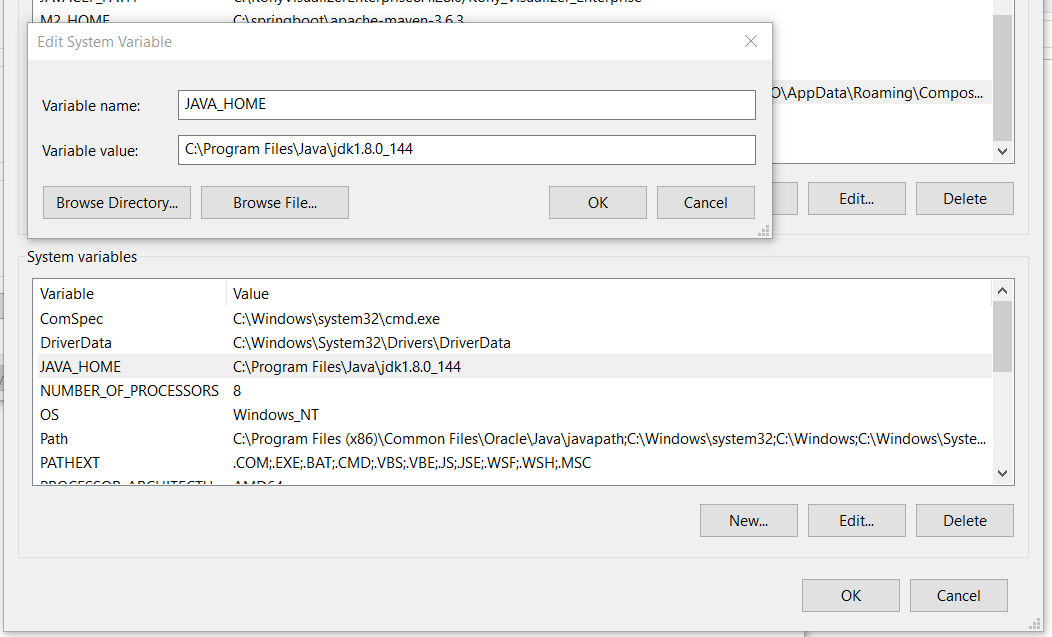 M2_HOME C:\springboot\apache-maven-3.6.3
Edit System Variable
Variable name: JAVA_HOME
O\AppData\Roaming\Compos...
Variable value: C:\Program Files\Java\jdk1.8.0_144
Browse Directory... Browse File... OK Cancel
Edit... Delete
System variables
Variable Value
ComSpec C:\Windows\system32\cmd.exe
DriverData C:\Windows\System32\Drivers\DriverData
JAVA_HOME C:\Program Files\Java\jdk1.8.0_144
NUMBER_OF_PROCESSORS 8
OS Windows_NT
Path C:\Program Files (x86)\Common Files\Oracle\Java\javapath;C:\Windows\system32;C:\Windows;C:\Windows\Syste...
PATHEXT .COM;.EXE;.BAT;.CMD;.VBS;.VBE;.JS;.JSE;.WSF;.WSH;.MSC
PROCESSOR_ARCHITECTU... AMD64
New... Edit... Delete
OK Cancel